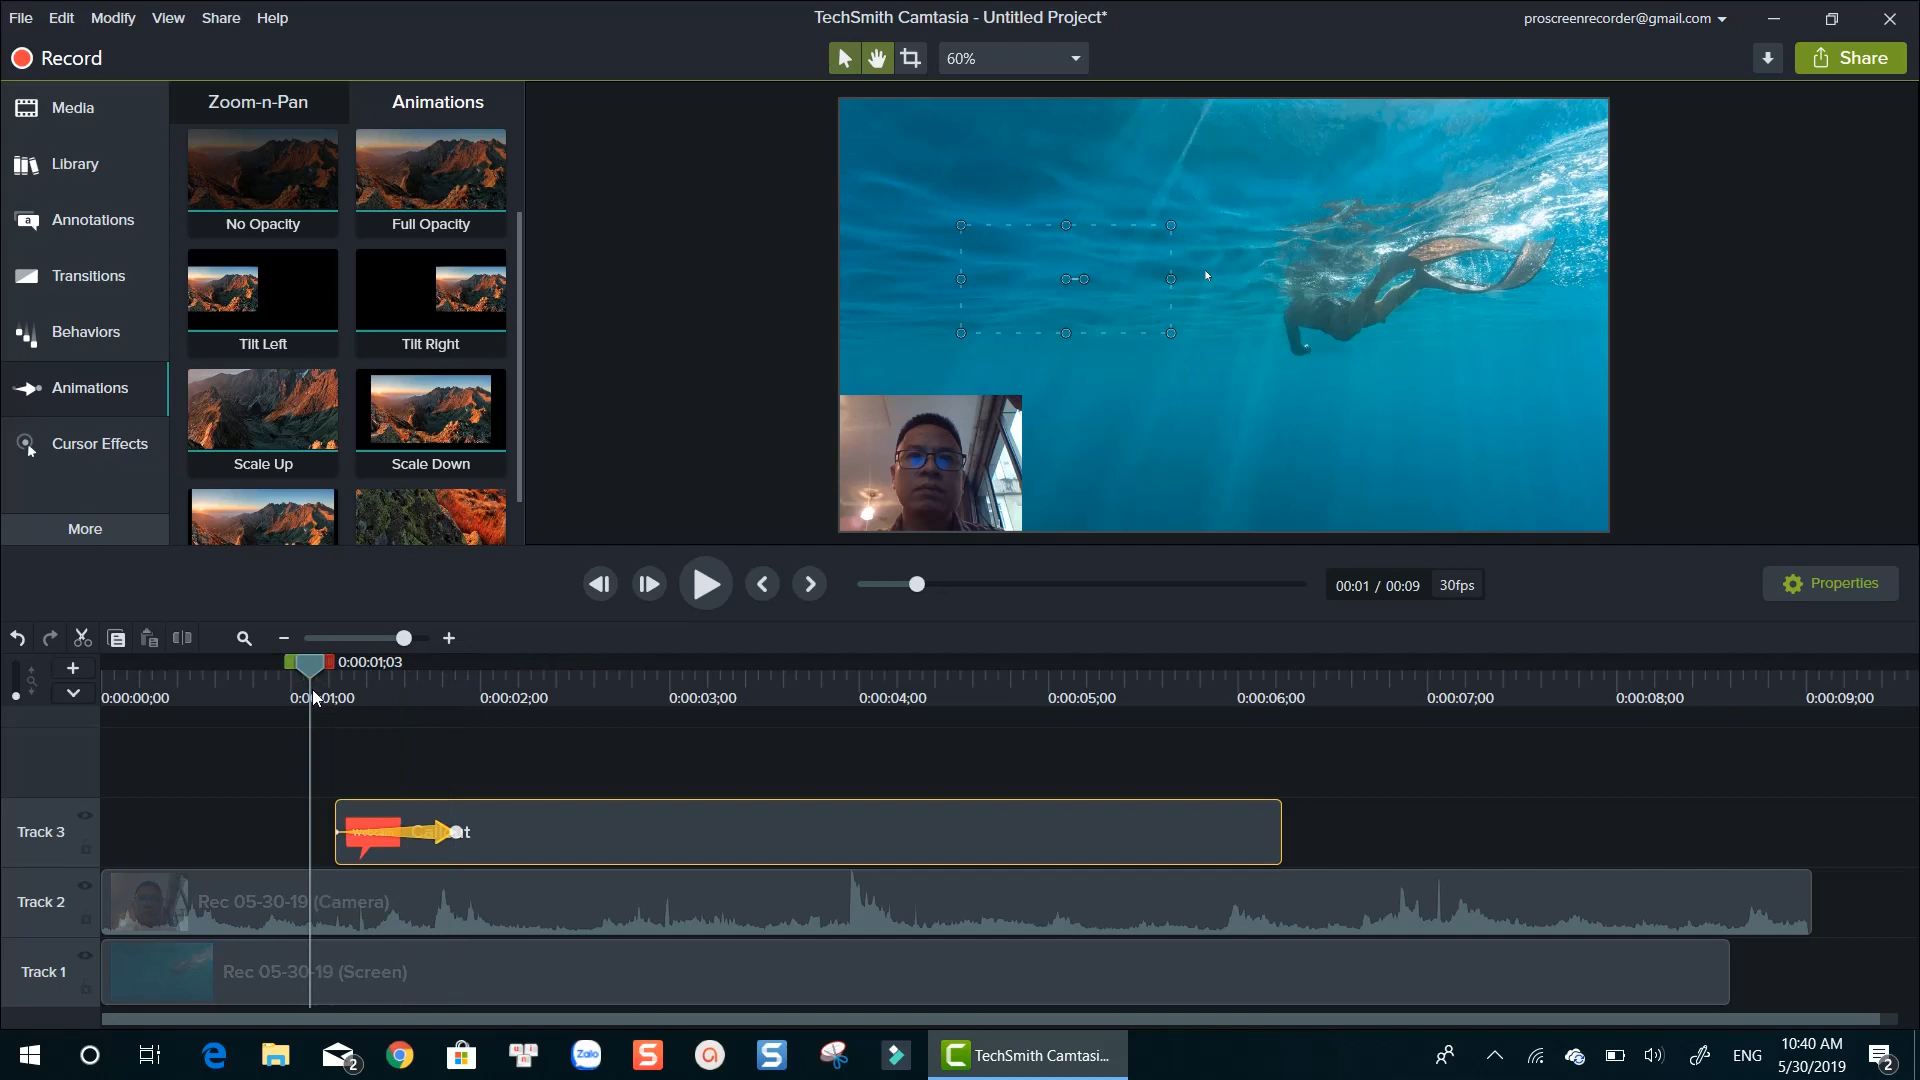 File Edit Modify View Share Help
TechSmith Camtasia - Untitled Project*
proscreenrecorder@gmail.com
Record
60%
Share
Media
Library
Annotations
Transitions
Behaviors
Animations
Cursor Effects
More
Zoom-n-Pan
Animations
No Opacity
Full Opacity
Tilt Left
Tilt Right
Scale Up
Scale Down
00:01 / 00:09
30fps
Properties
0:00:01;03
0:00:00;00 0:00:01;00 0:00:02;00 0:00:03;00 0:00:04;00 0:00:05;00 0:00:06;00 0:00:07;00 0:00:08;00 0:00:09;00
Track 3
Track 2
Rec 05-30-19 (Camera)
Track 1
Rec 05-30-19 (Screen)
2
Zalo
TechSmith Camtasi...
ENG
10:40 AM
5/30/2019
2